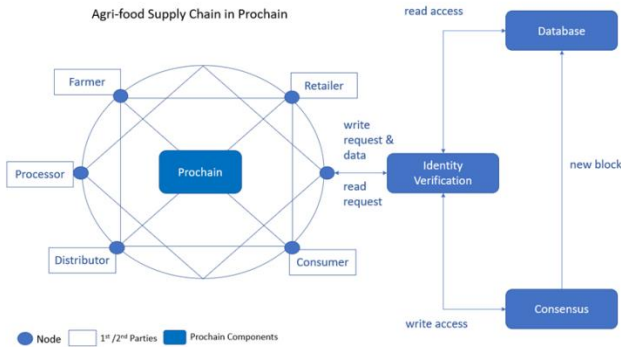 Agri-food Supply Chain in Prochain
read access
Database
Farmer
Retailer
write
request &
data
Identity
Verification
new block
Processor
Prochain
read
request
Distributor
Consumer
Consensus
write access
Node
1st /2nd Parties
Prochain Components